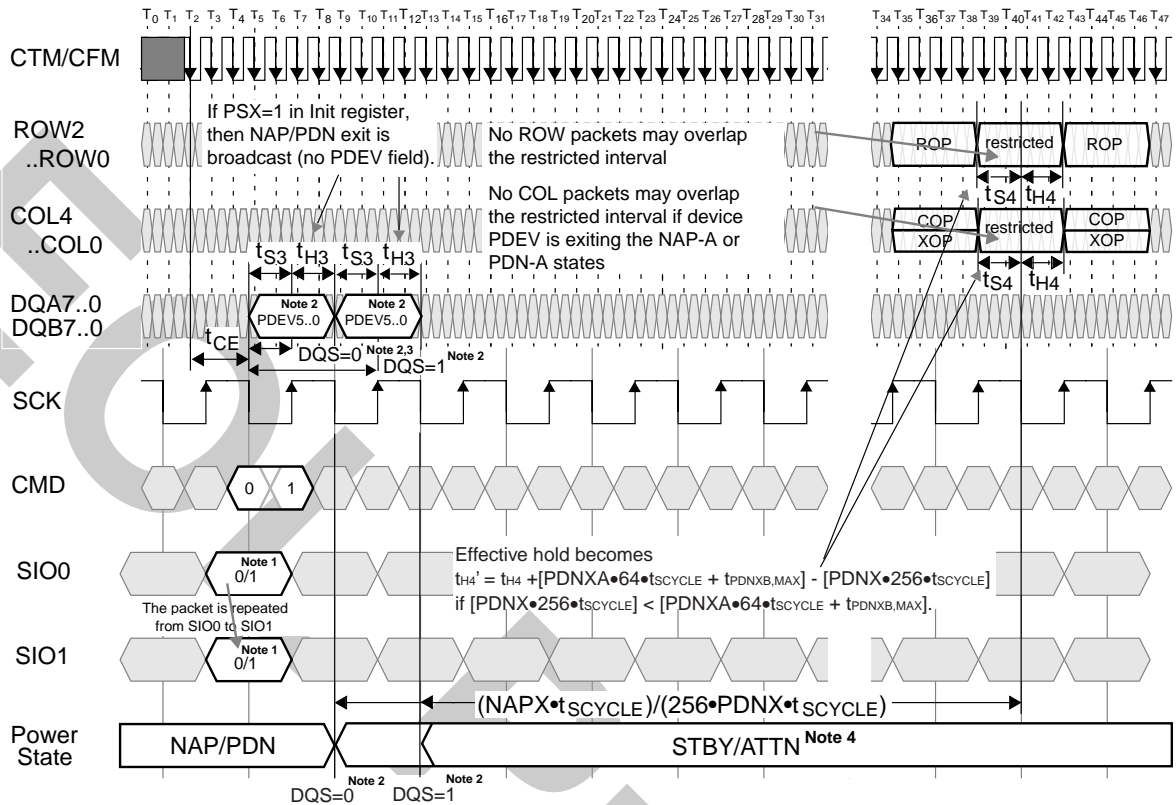 T0 T1 T2 T3 T4 T5 T6 T7 T8 T9 T10 T11 T12 T13 T14 T15 T16 T17 T18 T19 T20 T21 T22 T23 T24 T25 T26 T27 T28 T29 T30 T31 T34 T35 T36 T37 T38 T39 T40 T41 T42 T43 T44 T45 T46 T47
CTM/CFM
If PSX=1 in Init register,
then NAP/PDN exit is
broadcast (no PDEV field).
ROW2
..ROW0
No ROW packets may overlap
the restricted interval
ROP restricted ROP
tS4 tH4
COL4
..COL0
No COL packets may overlap
the restricted interval if device
PDEV is exiting the NAP-A or
PDN-A states
COP restricted COP
XOP XOP
tS4 tH4
tS3 tH3 tS3 tH3
DQA7..0
DQB7..0
Note 2 Note 2
PDEV5..0 PDEV5..0
tCE
DQS=0 Note 2,3 DQS=1 Note 2
SCK
CMD
0 1
SIO0
Note 1
0/1
Effective hold becomes
tH4' = tH4 +[PDNXA•64•tSCYCLE + tPDNXB,MAX] - [PDNX•256•tSCYCLE]
if [PDNX•256•tSCYCLE] < [PDNXA•64•tSCYCLE + tPDNXB,MAX].
The packet is repeated
from SIO0 to SIO1
SIO1
Note 1
0/1
(NAPX•tSCYCLE)/(256•PDNX•tSCYCLE)
Power
State
NAP/PDN STBY/ATTN Note 4
DQS=0 Note 2 DQS=1 Note 2